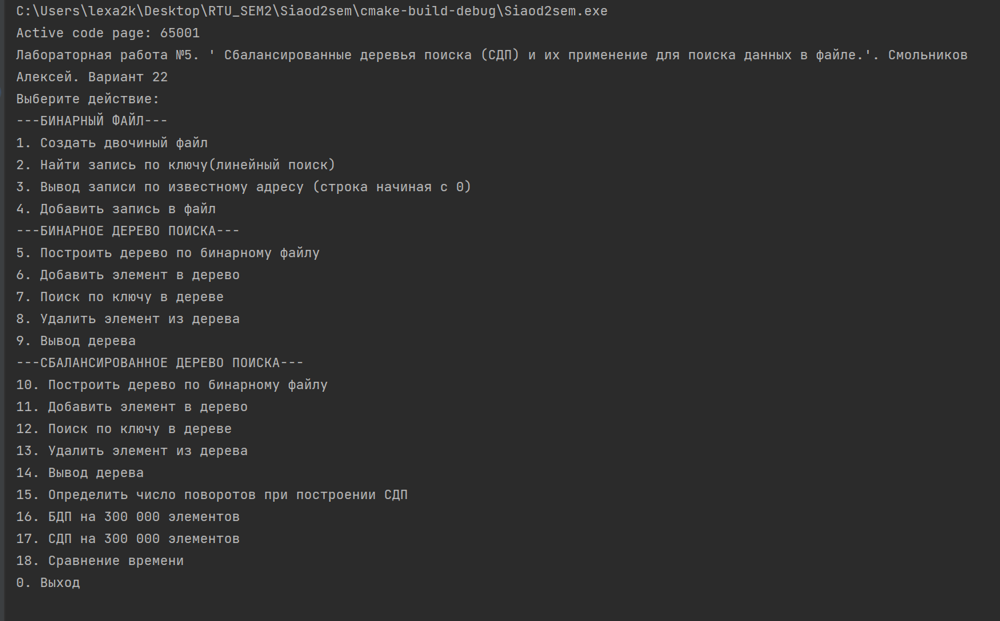 C:\Users\lexa2k\Desktop\RTU_SEM2\Siaod2sem\cmake-build-debug\Siaod2sem.exe
Active code page: 65001
Лабораторная работа №5. ' Сбалансированные деревья поиска (СДП) и их применение для поиска данных в файле.'. Смольников
Алексей. Вариант 22
Выберите действие:
---БИНАРНЫЙ ФАЙЛ---
1. Создать двочиный файл
2. Найти запись по ключу(линейный поиск)
3. Вывод записи по известному адресу (строка начиная с 0)
4. Добавить запись в файл
---БИНАРНОЕ ДЕРЕВО ПОИСКА---
5. Построить дерево по бинарному файлу
6. Добавить элемент в дерево
7. Поиск по ключу в дереве
8. Удалить элемент из дерева
9. Вывод дерева
---СБАЛАНСИРОВАННОЕ ДЕРЕВО ПОИСКА---
10. Построить дерево по бинарному файлу
11. Добавить элемент в дерево
12. Поиск по ключу в дереве
13. Удалить элемент из дерева
14. Вывод дерева
15. Определить число поворотов при построении СДП
16. БДП на 300 000 элементов
17. СДП на 300 000 элементов
18. Сравнение времени
0. Выход